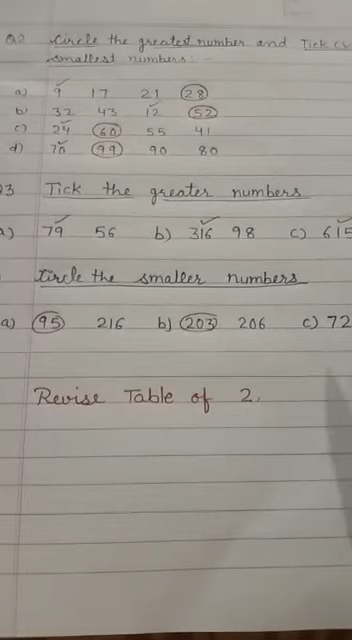 Q2 Circle the greatest number and Tick (✓
smallest numbers:-
a) 9 17 21 28
b) 32 43 12 52
c) 24 60 55 41
d) 70 99 90 80
Q3 Tick the greater numbers
a) 79 56 b) 316 98 c) 615
Circle the smaller numbers
a) 95 216 b) 203 206 c) 72
Revise Table of 2.